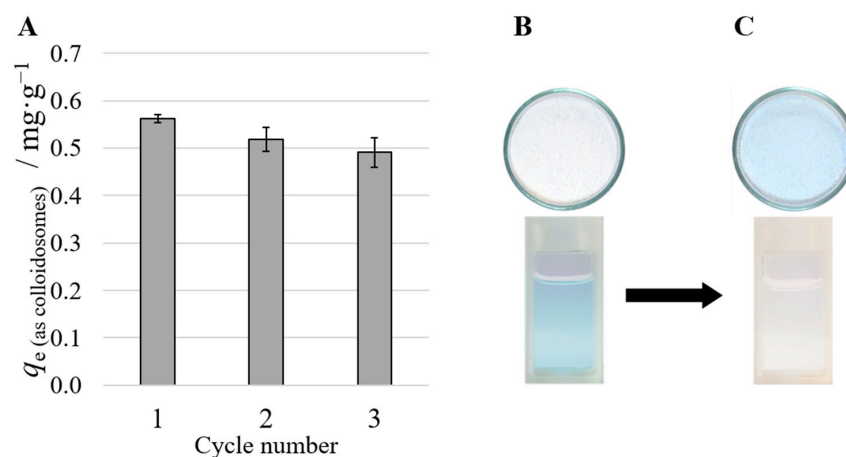 A
B
C
0.7
0.6
0.5
0.4
0.3
0.2
0.1
0.0
qe (as colloidosomes) / mg·g⁻¹
1 2 3
Cycle number